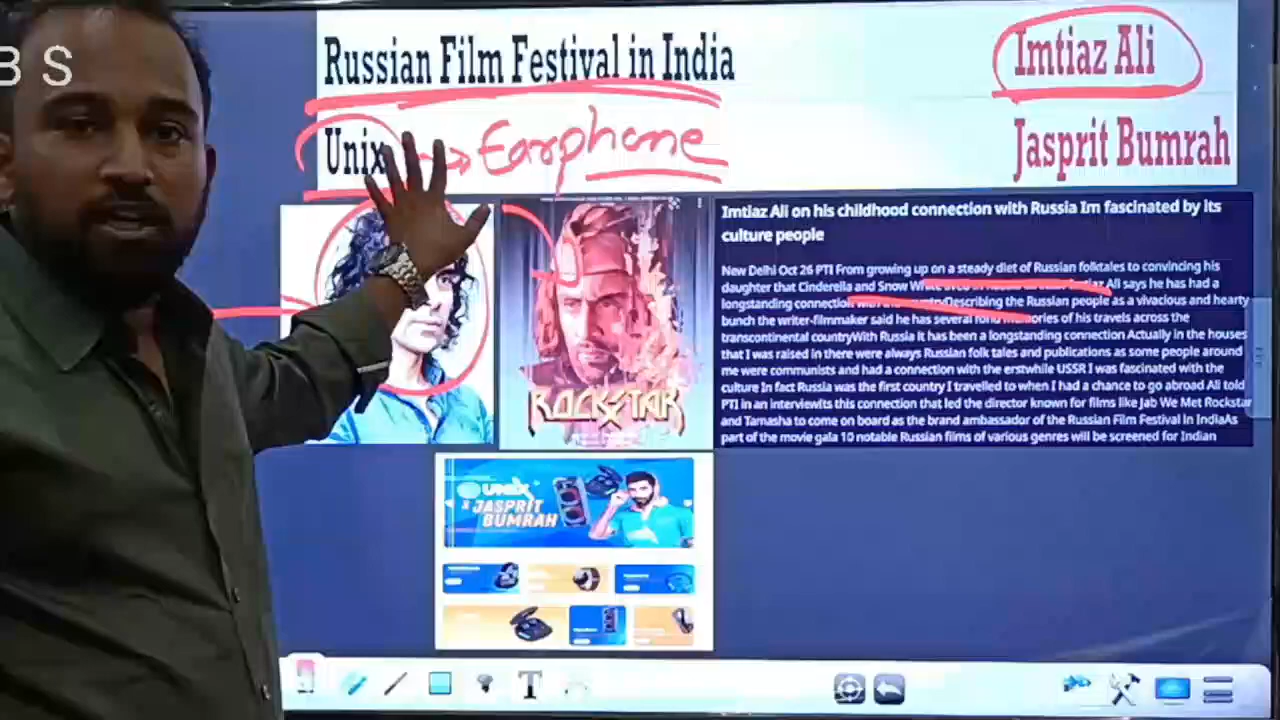 B S
Russian Film Festival in India
Imtiaz Ali
Unix → Earphone
Jasprit Bumrah
ROCKSTAR
Imtiaz Ali on his childhood connection with Russia Im fascinated by its
culture people
New Delhi Oct 26 PTI From growing up on a steady diet of Russian folktales to convincing his
daughter that Cinderella and Snow Ali says he has had a
longstanding connection Describing the Russian people as a vivacious and hearty
bunch the writer-filmmaker said he has several of his travels across the
transcontinental countryWith Russia it has been a longstanding connection Actually in the houses
that I was raised in there were always Russian folk tales and publications as some people around
me were communists and had a connection with the erstwhile USSR I was fascinated with the
culture In fact Russia was the first country I travelled to when I had a chance to go abroad Ali told
PTI in an interviewIts this connection that led the director known for films like Jab We Met Rockstar
and Tamasha to come on board as the brand ambassador of the Russian Film Festival in IndiaAs
part of the movie gala 10 notable Russian films of various genres will be screened for Indian
UNIX
X JASPRIT
BUMRAH
T